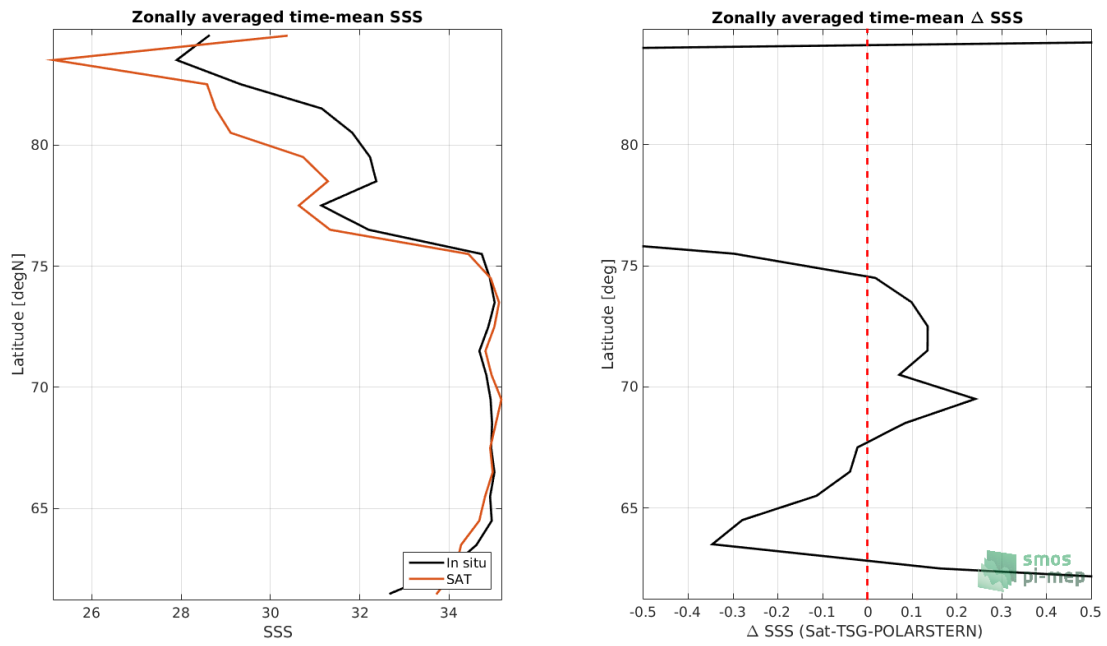 Zonally averaged time-mean SSS
80
75
70
65
Latitude [degN]
26 28 30 32 34
SSS
In situ
SAT
Zonally averaged time-mean Δ SSS
80
75
70
65
Latitude [deg]
-0.5 -0.4 -0.3 -0.2 -0.1 0 0.1 0.2 0.3 0.4 0.5
Δ SSS (Sat-TSG-POLARSTERN)
smos
pi-mep